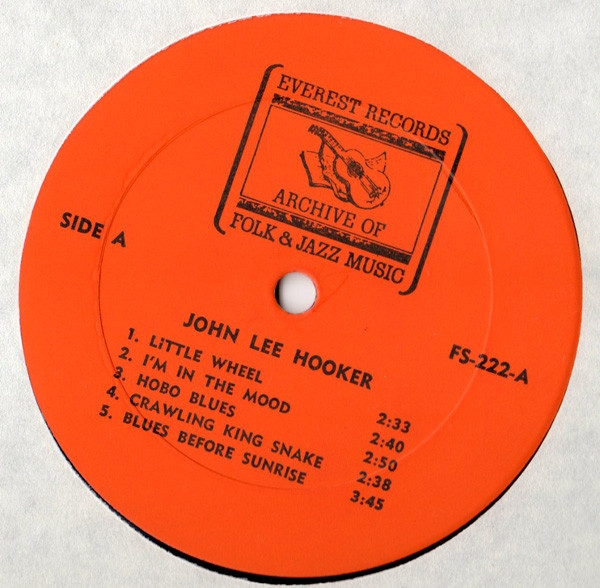 EVEREST RECORDS
ARCHIVE OF
FOLK & JAZZ MUSIC
SIDE A
FS-222-A
JOHN LEE HOOKER
1. LITTLE WHEEL 2:33
2. I'M IN THE MOOD 2:40
3. HOBO BLUES 2:50
4. CRAWLING KING SNAKE 2:38
5. BLUES BEFORE SUNRISE 3:45